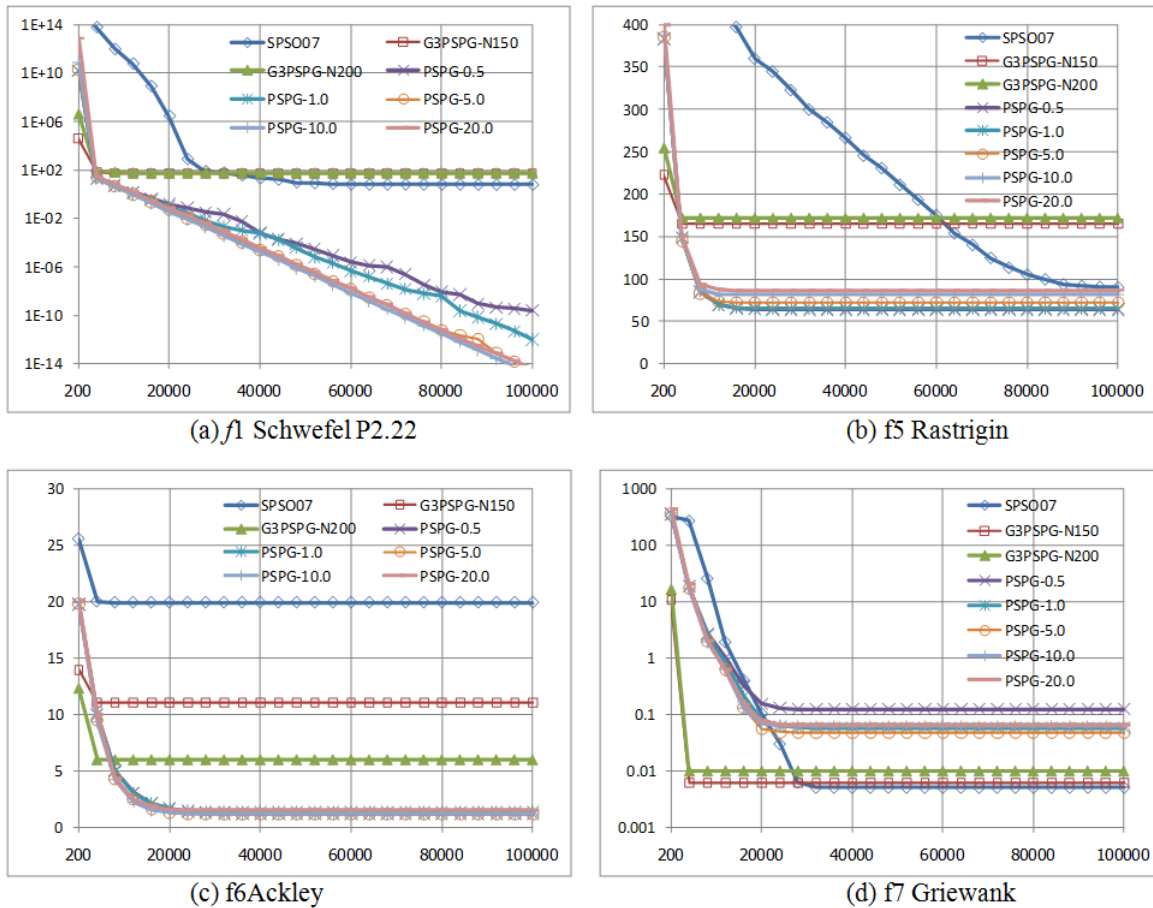 1E+14
1E+10
1E+06
1E+02
1E-02
1E-06
1E-10
1E-14
SPSO07 G3PSPG-N150
G3PSPG-N200 PSPG-0.5
PSPG-1.0 PSPG-5.0
PSPG-10.0 PSPG-20.0
200 20000 40000 60000 80000 100000
(a) f1 Schwefel P2.22
400
350
300
250
200
150
100
50
0
SPSO07
G3PSPG-N150
G3PSPG-N200
PSPG-0.5
PSPG-1.0
PSPG-5.0
PSPG-10.0
PSPG-20.0
200 20000 40000 60000 80000 100000
(b) f5 Rastrigin
30
25
20
15
10
5
0
SPSO07 G3PSPG-N150
G3PSPG-N200 PSPG-0.5
PSPG-1.0 PSPG-5.0
PSPG-10.0 PSPG-20.0
200 20000 40000 60000 80000 100000
(c) f6Ackley
1000
100
10
1
0.1
0.01
0.001
SPSO07
G3PSPG-N150
G3PSPG-N200
PSPG-0.5
PSPG-1.0
PSPG-5.0
PSPG-10.0
PSPG-20.0
200 20000 40000 60000 80000 100000
(d) f7 Griewank